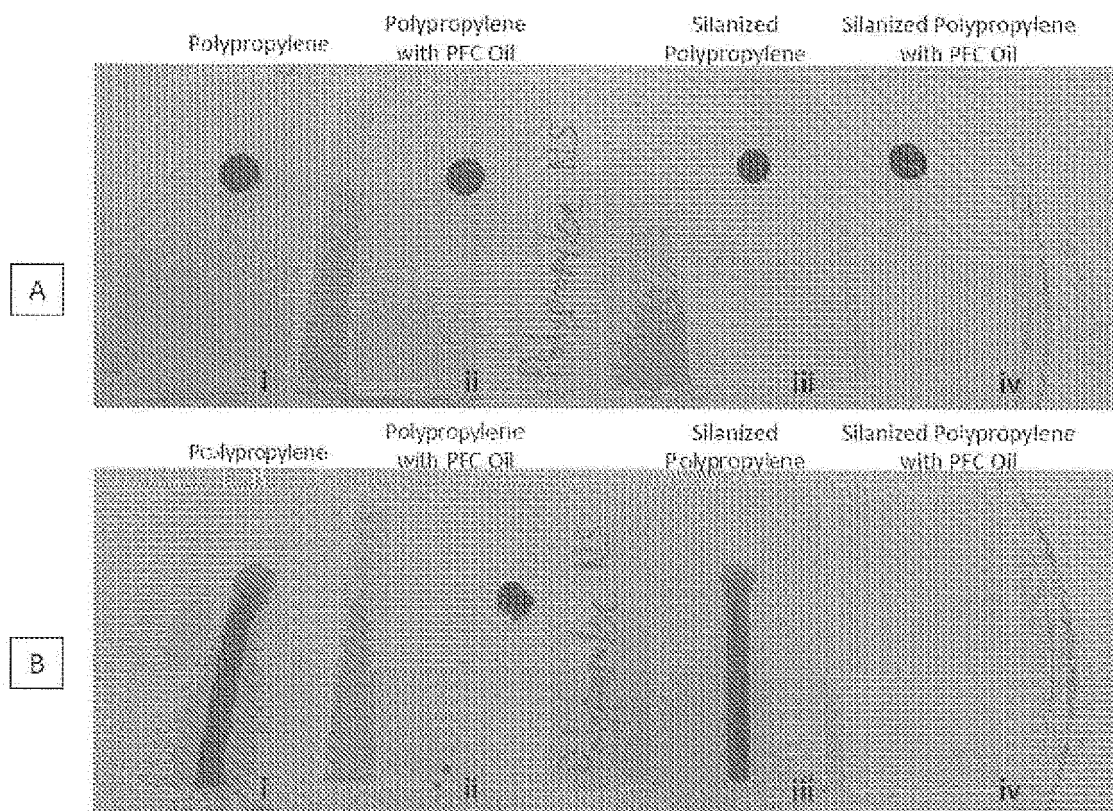 Polypropylene
Polypropylene
with PFC Oil
Silanized
Polypropylene
Silanized Polypropylene
with PFC Oil
A
i
ii
iii
iv
Polypropylene
Polypropylene
with PFC Oil
Silanized
Polypropylene
Silanized Polypropylene
with PFC Oil
B
i
ii
iii
iv